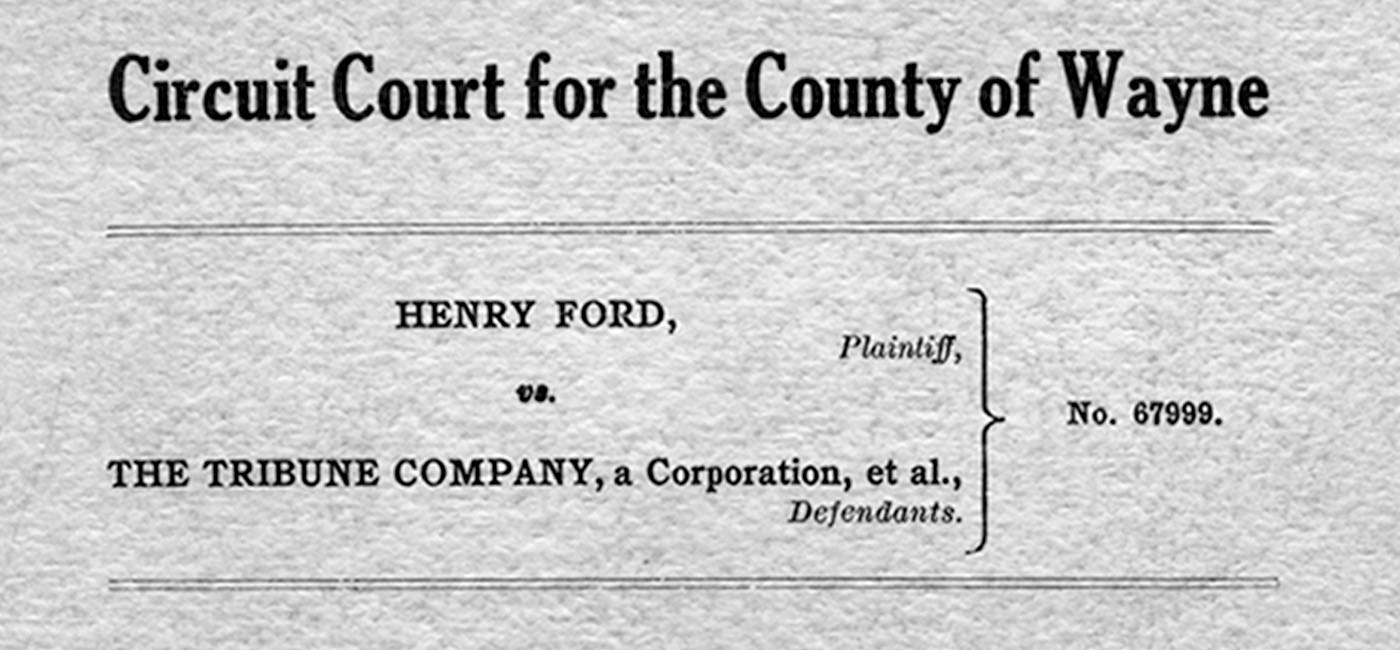 Circuit Court for the County of Wayne
HENRY FORD,
Plaintiff,
vs.
No. 67999.
THE TRIBUNE COMPANY, a Corporation, et al.,
Defendants.